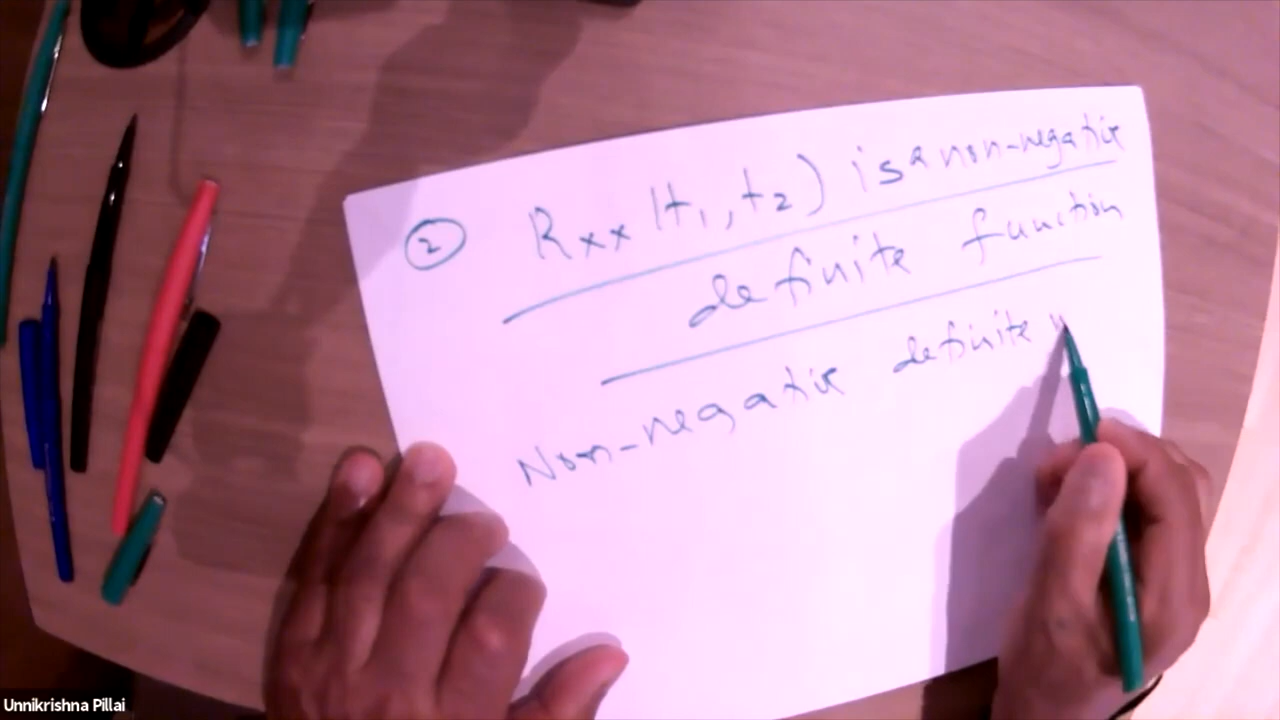 ② Rxx (t1, t2) is a non-negative
definite function
Non-negative definite
Unnikrishna Pillai